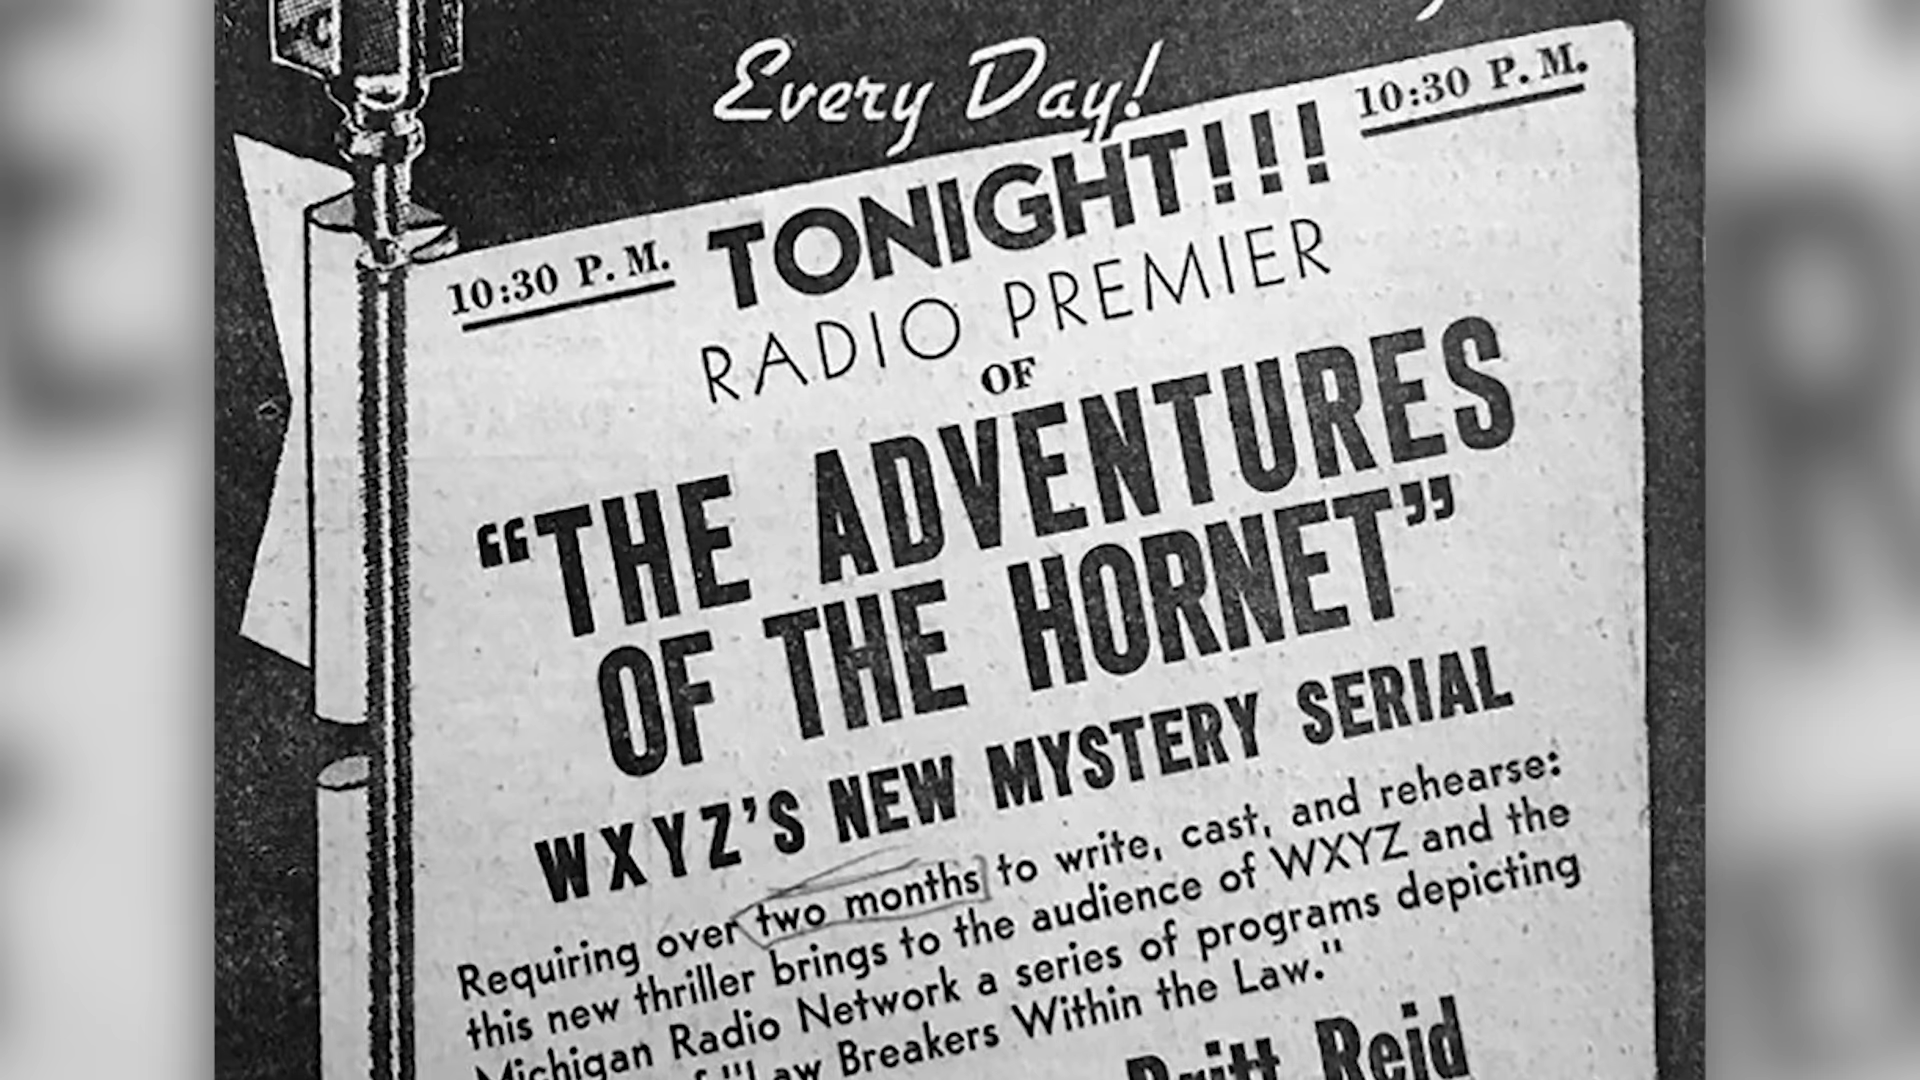 Every Day!
10:30 P. M.
10:30 P. M.
TONIGHT!!!
RADIO PREMIER
OF
“THE ADVENTURES
OF THE HORNET”
WXYZ’S NEW MYSTERY SERIAL
Requiring over two months to write, cast, and rehearse:
this new thriller brings to the audience of WXYZ and the
Michigan Radio Network a series of programs depicting
"Law Breakers Within the Law."
Britt Reid